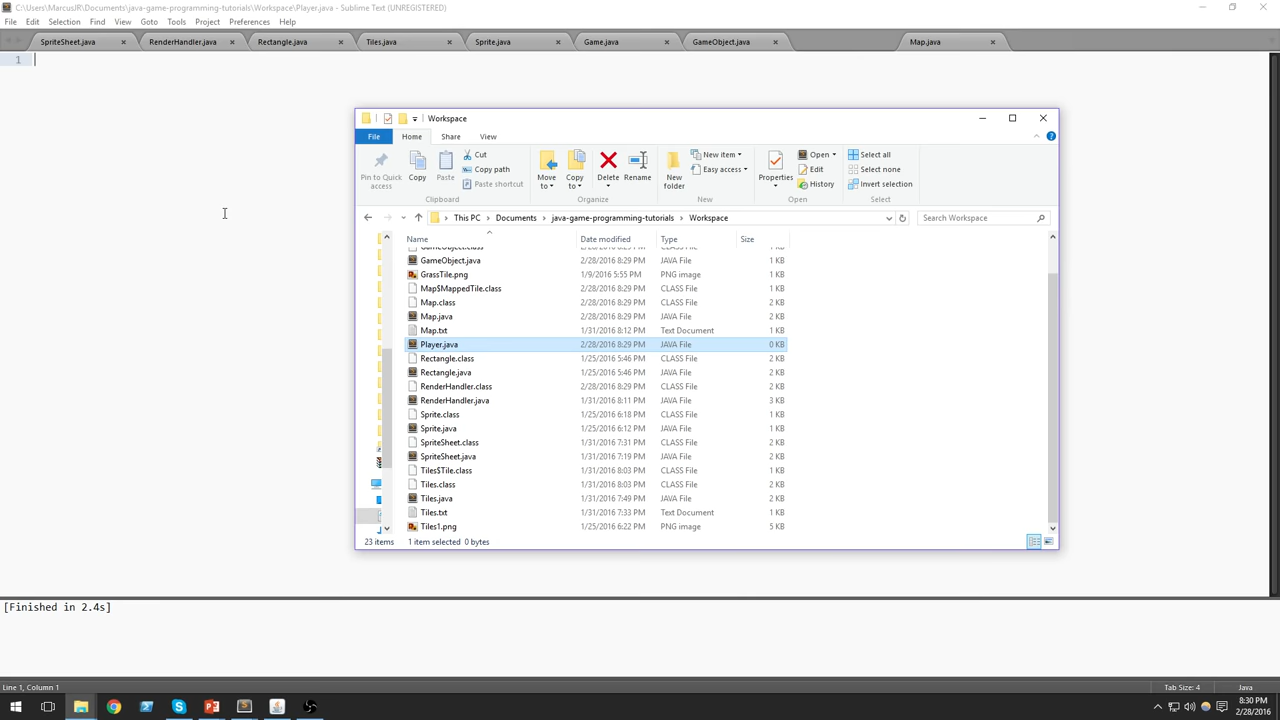 C:\Users\MarcusJR\Documents\java-game-programming-tutorials\Workspace\Player.java - Sublime Text (UNREGISTERED)
File Edit Selection Find View Goto Tools Project Preferences Help
SpriteSheet.java RenderHandler.java Rectangle.java Tiles.java Sprite.java Game.java GameObject.java Map.java
1
Workspace
File Home Share View
Pin to Quick access
Copy
Paste
Cut
Copy path
Paste shortcut
Move to
Copy to
Delete
Rename
New folder
New item
Easy access
Properties
Open
Edit
History
Select all
Select none
Invert selection
Clipboard Organize New Open Select
This PC Documents java-game-programming-tutorials Workspace Search Workspace
Name Date modified Type Size
GameObject.class 2/28/2016 8:29 PM CLASS File 1 KB
GameObject.java 2/28/2016 8:29 PM JAVA File 1 KB
GrassTile.png 1/9/2016 5:55 PM PNG image 1 KB
Map$MappedTile.class 2/28/2016 8:29 PM CLASS File 1 KB
Map.class 2/28/2016 8:29 PM CLASS File 2 KB
Map.java 2/28/2016 8:29 PM JAVA File 2 KB
Map.txt 1/31/2016 8:12 PM Text Document 1 KB
Player.java 2/28/2016 8:29 PM JAVA File 0 KB
Rectangle.class 1/25/2016 5:46 PM CLASS File 2 KB
Rectangle.java 1/25/2016 5:46 PM JAVA File 1 KB
RenderHandler.class 2/28/2016 8:29 PM CLASS File 2 KB
RenderHandler.java 1/31/2016 8:11 PM JAVA File 3 KB
Sprite.class 1/25/2016 6:18 PM CLASS File 1 KB
Sprite.java 1/25/2016 6:12 PM JAVA File 1 KB
SpriteSheet.class 1/31/2016 7:31 PM CLASS File 2 KB
SpriteSheet.java 1/31/2016 7:19 PM JAVA File 2 KB
Tiles$Tile.class 1/31/2016 8:03 PM CLASS File 1 KB
Tiles.class 1/31/2016 8:03 PM CLASS File 2 KB
Tiles.java 1/31/2016 7:49 PM JAVA File 2 KB
Tiles.txt 1/31/2016 7:33 PM Text Document 1 KB
Tiles1.png 1/25/2016 6:22 PM PNG image 5 KB
23 items 1 item selected 0 bytes
[Finished in 2.4s]
Line 1, Column 1 Tab Size: 4 Java
8:30 PM
2/28/2016